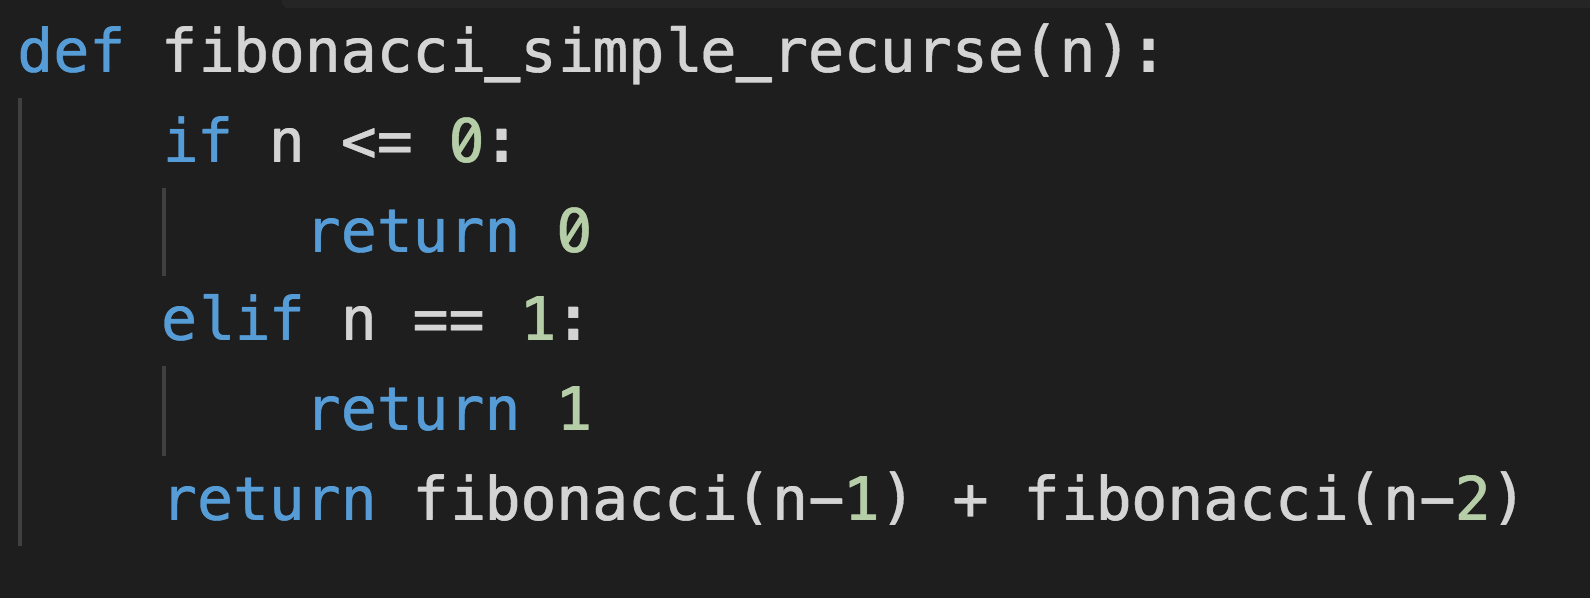 def fibonacci_simple_recurse(n):
    if n <= 0:
        return 0
    elif n == 1:
        return 1
    return fibonacci(n-1) + fibonacci(n-2)